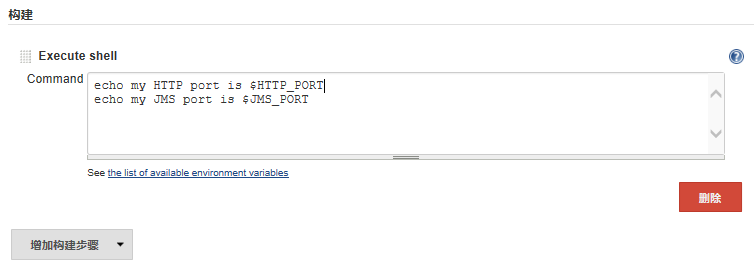 构建
Execute shell
Command
echo my HTTP port is $HTTP_PORT
echo my JMS port is $JMS_PORT
See the list of available environment variables
删除
增加构建步骤